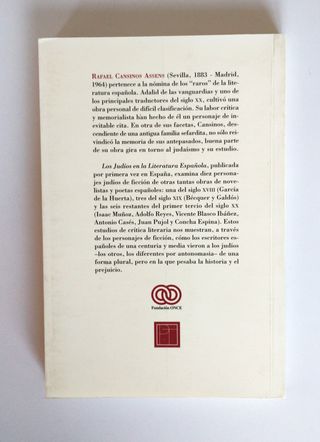 RAFAEL CANSINOS ASSENS (Sevilla, 1883 - Madrid,
1964) pertenece a la nómina de los "raros" de la lite-
ratura española. Adalid de las vanguardias y uno de
los principales traductores del siglo XX, cultivó una
obra personal de difícil clasificación. Su labor crítica
y memorialista han hecho de él un personaje de in-
evitable cita. En otra de sus facetas, Cansinos, des-
cendiente de una antigua familia sefardita, no sólo rei-
vindicó la memoria de sus antepasados, buena parte
de su obra gira en torno al judaísmo y su estudio.
Los Judíos en la Literatura Española, publicada
por primera vez en España, examina diez persona-
jes judíos de ficción de otras tantas obras de nove-
listas y poetas españoles: una del siglo XVIII (García
de la Huerta), tres del siglo XIX (Bécquer y Galdós)
y las seis restantes del primer tercio del siglo XX
(Isaac Muñoz, Adolfo Reyes, Vicente Blasco Ibáñez,
Antonio Casés, Juan Pujol y Concha Espina). Estos
estudios de crítica literaria nos muestran, a través
de los personajes de ficción, cómo los escritores es-
pañoles de una centuria y media vieron a los judíos
–los otros, los diferentes por antonomasia– de una
forma plural, pero en la que pesaba la historia y el
prejuicio.
Fundación ONCE